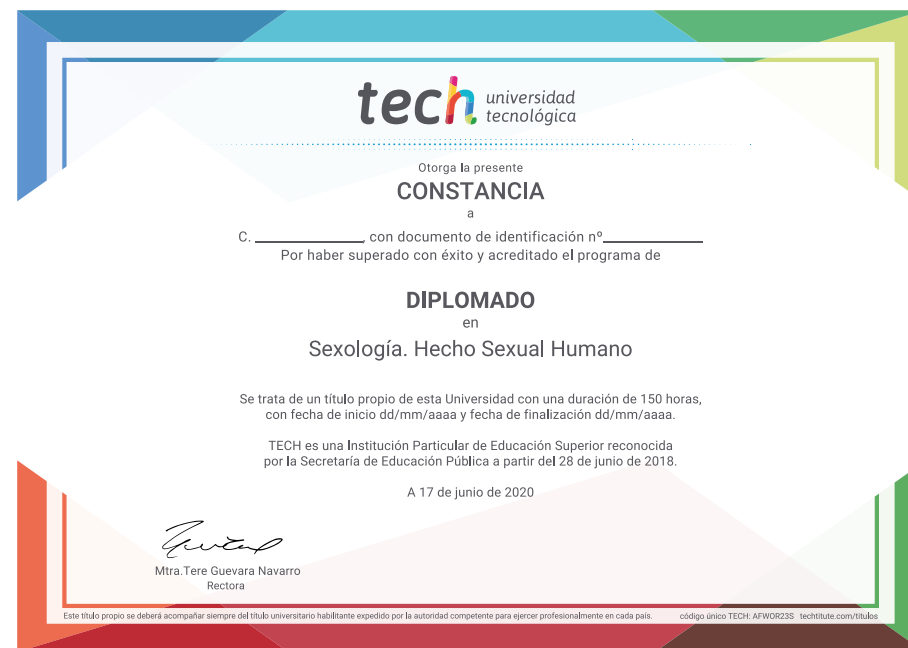 tech universidad
tecnológica
Otorga la presente
CONSTANCIA
a
C. ______________, con documento de identificación nº______________
Por haber superado con éxito y acreditado el programa de
DIPLOMADO
en
Sexología. Hecho Sexual Humano
Se trata de un título propio de esta Universidad con una duración de 150 horas,
con fecha de inicio dd/mm/aaaa y fecha de finalización dd/mm/aaaa.
TECH es una Institución Particular de Educación Superior reconocida
por la Secretaría de Educación Pública a partir del 28 de junio de 2018.
A 17 de junio de 2020
Mtra.Tere Guevara Navarro
Rectora
Este título propio se deberá acompañar siempre del título universitario habilitante expedido por la autoridad competente para ejercer profesionalmente en cada país. código único TECH: AFWOR23S techtitute.com/titulos